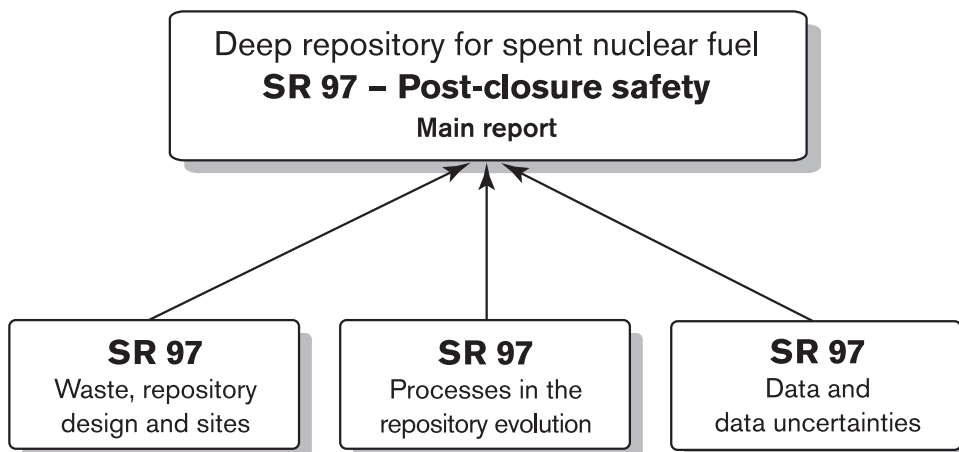 Deep repository for spent nuclear fuel
SR 97 – Post-closure safety
Main report
SR 97
Waste, repository
design and sites
SR 97
Processes in the
repository evolution
SR 97
Data and
data uncertainties